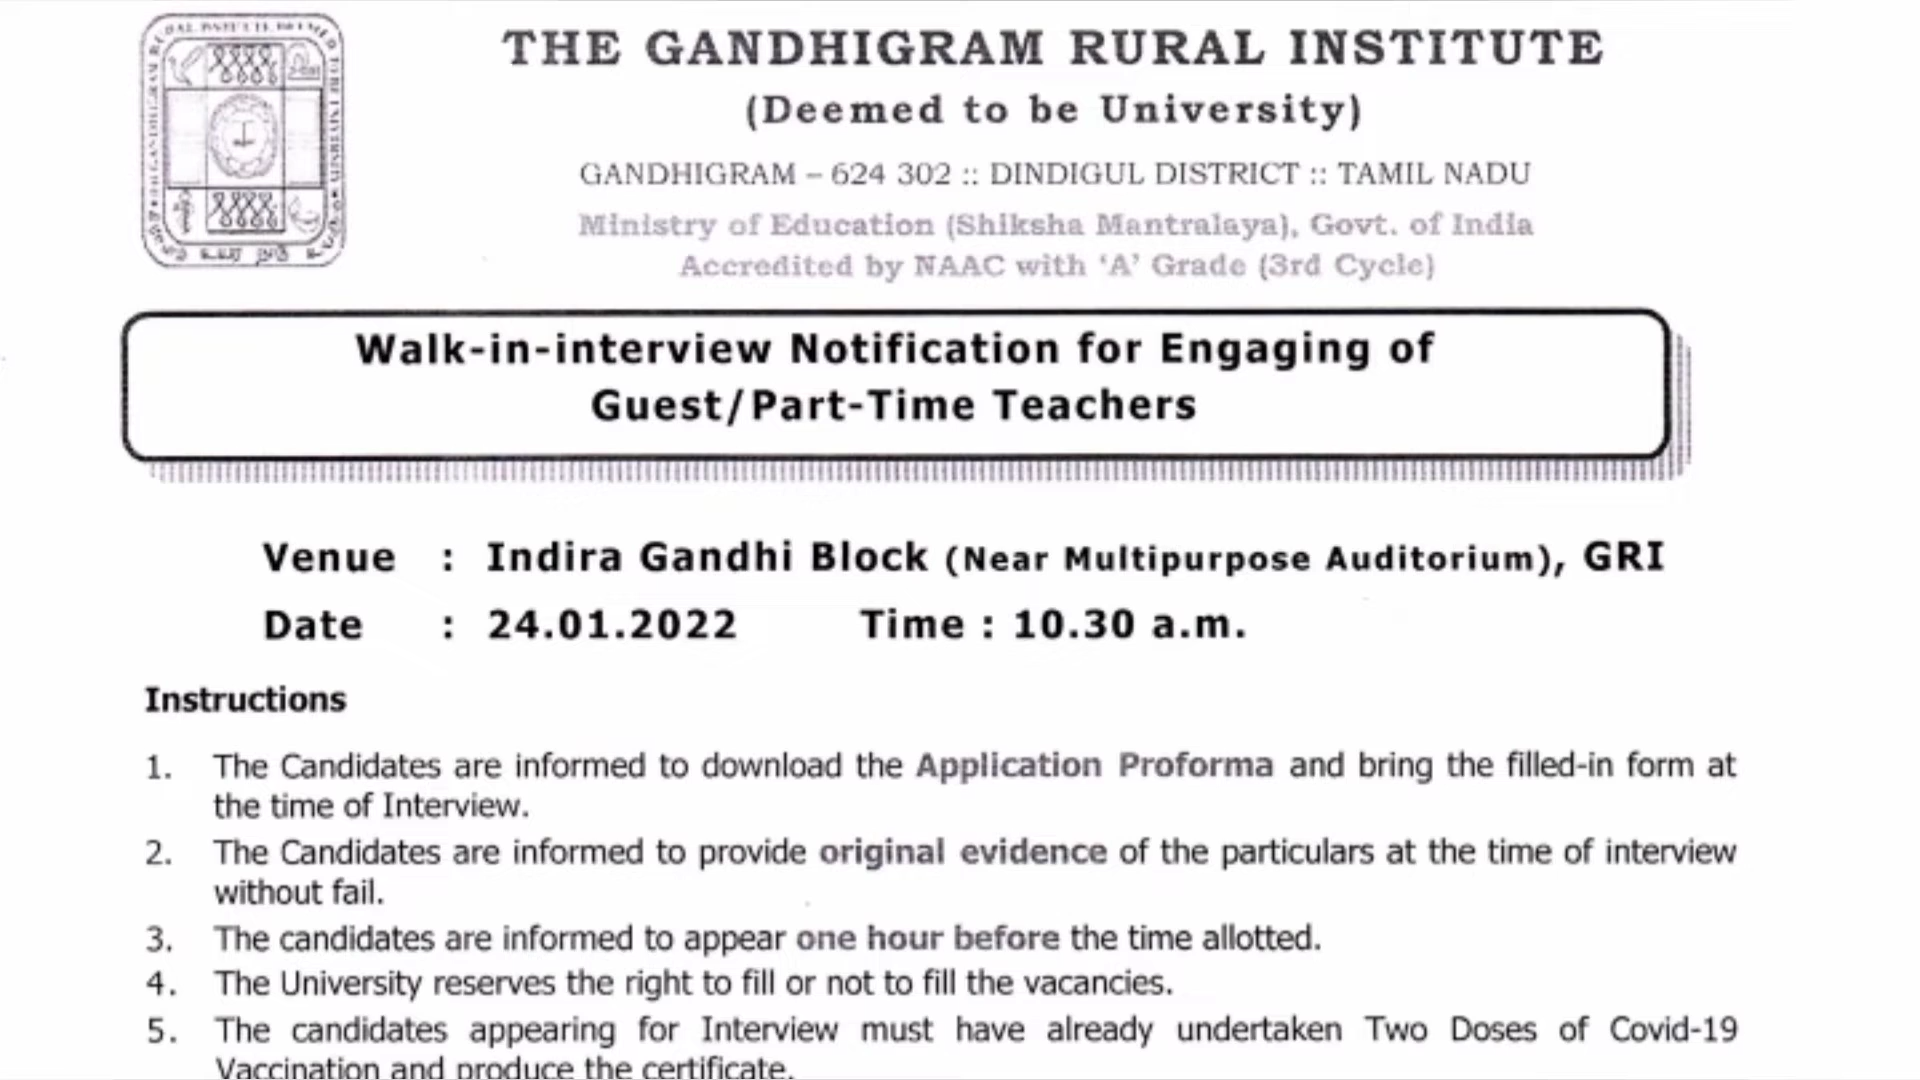 THE GANDHIGRAM RURAL INSTITUTE
(Deemed to be University)
GANDHIGRAM – 624 302 :: DINDIGUL DISTRICT :: TAMIL NADU
Ministry of Education (Shiksha Mantralaya), Govt. of India
Accredited by NAAC with ‘A’ Grade (3rd Cycle)
Walk-in-interview Notification for Engaging of
Guest/Part-Time Teachers
Venue : Indira Gandhi Block (Near Multipurpose Auditorium), GRI
Date : 24.01.2022 Time : 10.30 a.m.
Instructions
1. The Candidates are informed to download the Application Proforma and bring the filled-in form at
the time of Interview.
2. The Candidates are informed to provide original evidence of the particulars at the time of interview
without fail.
3. The candidates are informed to appear one hour before the time allotted.
4. The University reserves the right to fill or not to fill the vacancies.
5. The candidates appearing for Interview must have already undertaken Two Doses of Covid-19
Vaccination and produce the certificate.